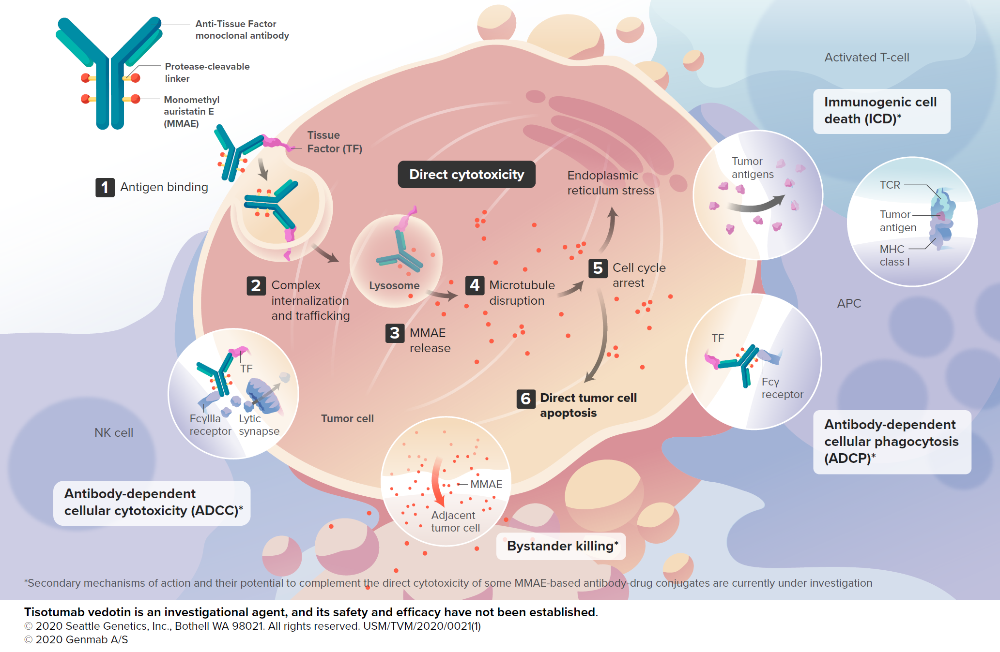 Anti-Tissue Factor
monoclonal antibody
Protease-cleavable
linker
Monomethyl
auristatin E
(MMAE)
Tissue
Factor (TF)
1 Antigen binding
Direct cytotoxicity
Endoplasmic
reticulum stress
2 Complex
internalization
and trafficking
Lysosome
3 MMAE
release
4 Microtubule
disruption
5 Cell cycle
arrest
6 Direct tumor cell
apoptosis
Tumor cell
Activated T-cell
Immunogenic cell
death (ICD)*
Tumor
antigens
TCR
Tumor
antigen
MHC
class I
APC
TF
Fcγ
receptor
Antibody-dependent
cellular phagocytosis
(ADCP)*
TF
FcγIIIa
receptor
Lytic
synapse
NK cell
Antibody-dependent
cellular cytotoxicity (ADCC)*
MMAE
Adjacent
tumor cell
Bystander killing*
*Secondary mechanisms of action and their potential to complement the direct cytotoxicity of some MMAE-based antibody-drug conjugates are currently under investigation
Tisotumab vedotin is an investigational agent, and its safety and efficacy have not been established.
© 2020 Seattle Genetics, Inc., Bothell WA 98021. All rights reserved. USM/TVM/2020/0021(1)
© 2020 Genmab A/S